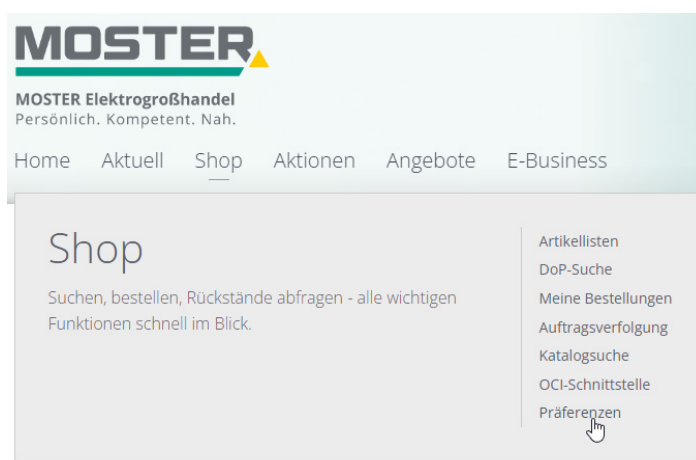 MOSTER
MOSTER Elektrogroßhandel
Persönlich. Kompetent. Nah.
Home Aktuell Shop Aktionen Angebote E-Business
Shop
Suchen, bestellen, Rückstände abfragen - alle wichtigen
Funktionen schnell im Blick.
Artikellisten
DoP-Suche
Meine Bestellungen
Auftragsverfolgung
Katalogsuche
OCI-Schnittstelle
Präferenzen